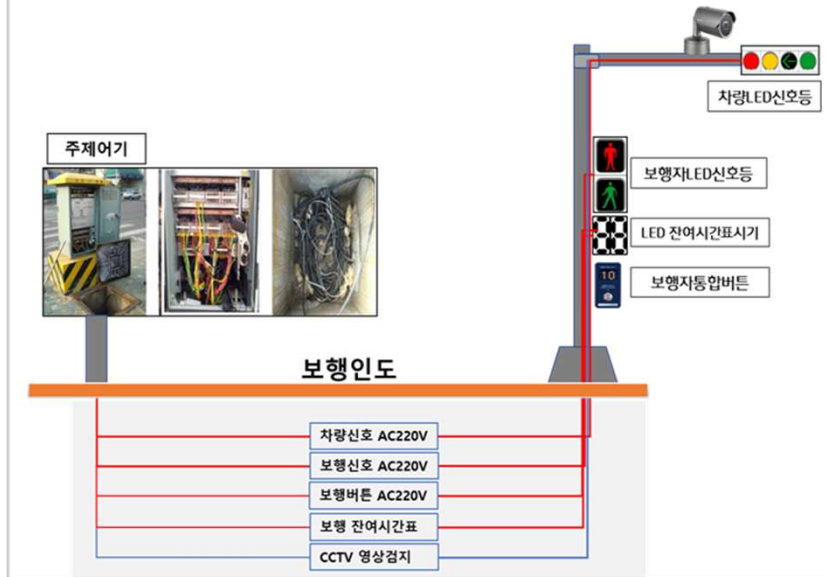 차량LED신호등
주제어기
보행자LED신호등
LED 잔여시간표시기
10
보행자통합버튼
보행인도
차량신호 AC220V
보행신호 AC220V
보행버튼 AC220V
보행 잔여시간표
CCTV 영상검지